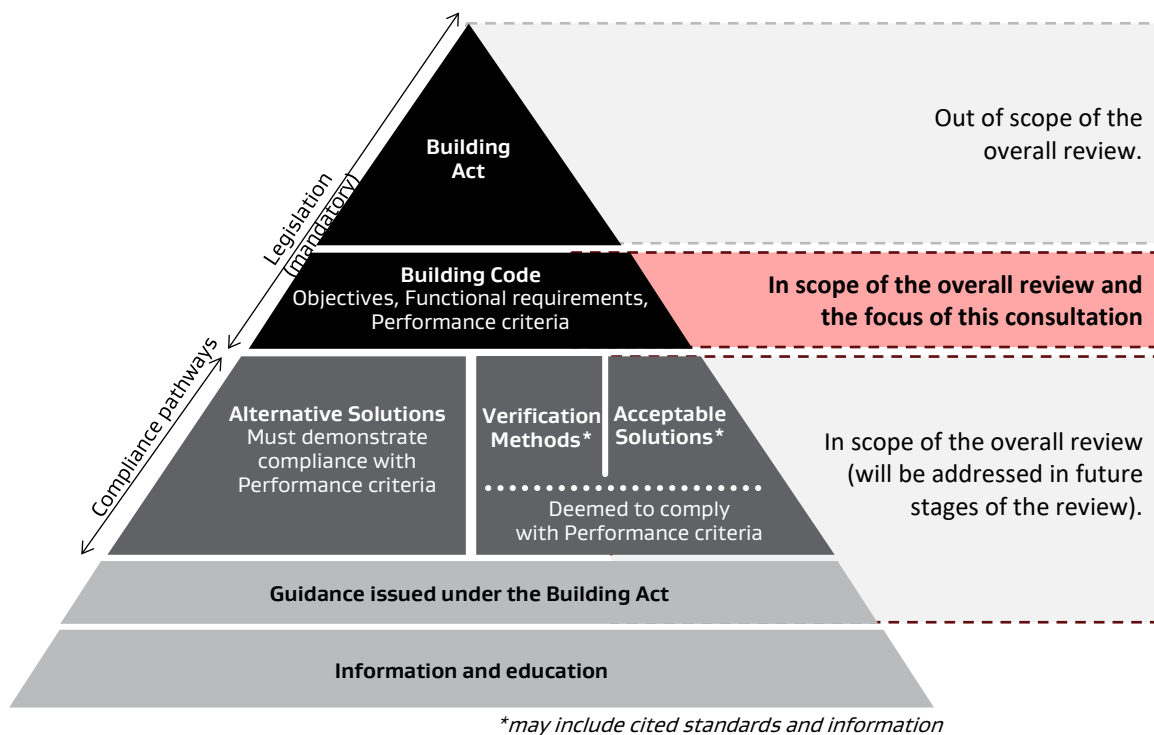 Out of scope of the
overall review.
Building
Act
Legislation
(mandatory)
Building Code
Objectives, Functional requirements,
Performance criteria
In scope of the overall review and
the focus of this consultation
Compliance pathways
Alternative Solutions
Must demonstrate
compliance with
Performance criteria
Verification
Methods*
Acceptable
Solutions*
Deemed to comply
with Performance criteria
In scope of the overall review
(will be addressed in future
stages of the review).
Guidance issued under the Building Act
Information and education
*may include cited standards and information